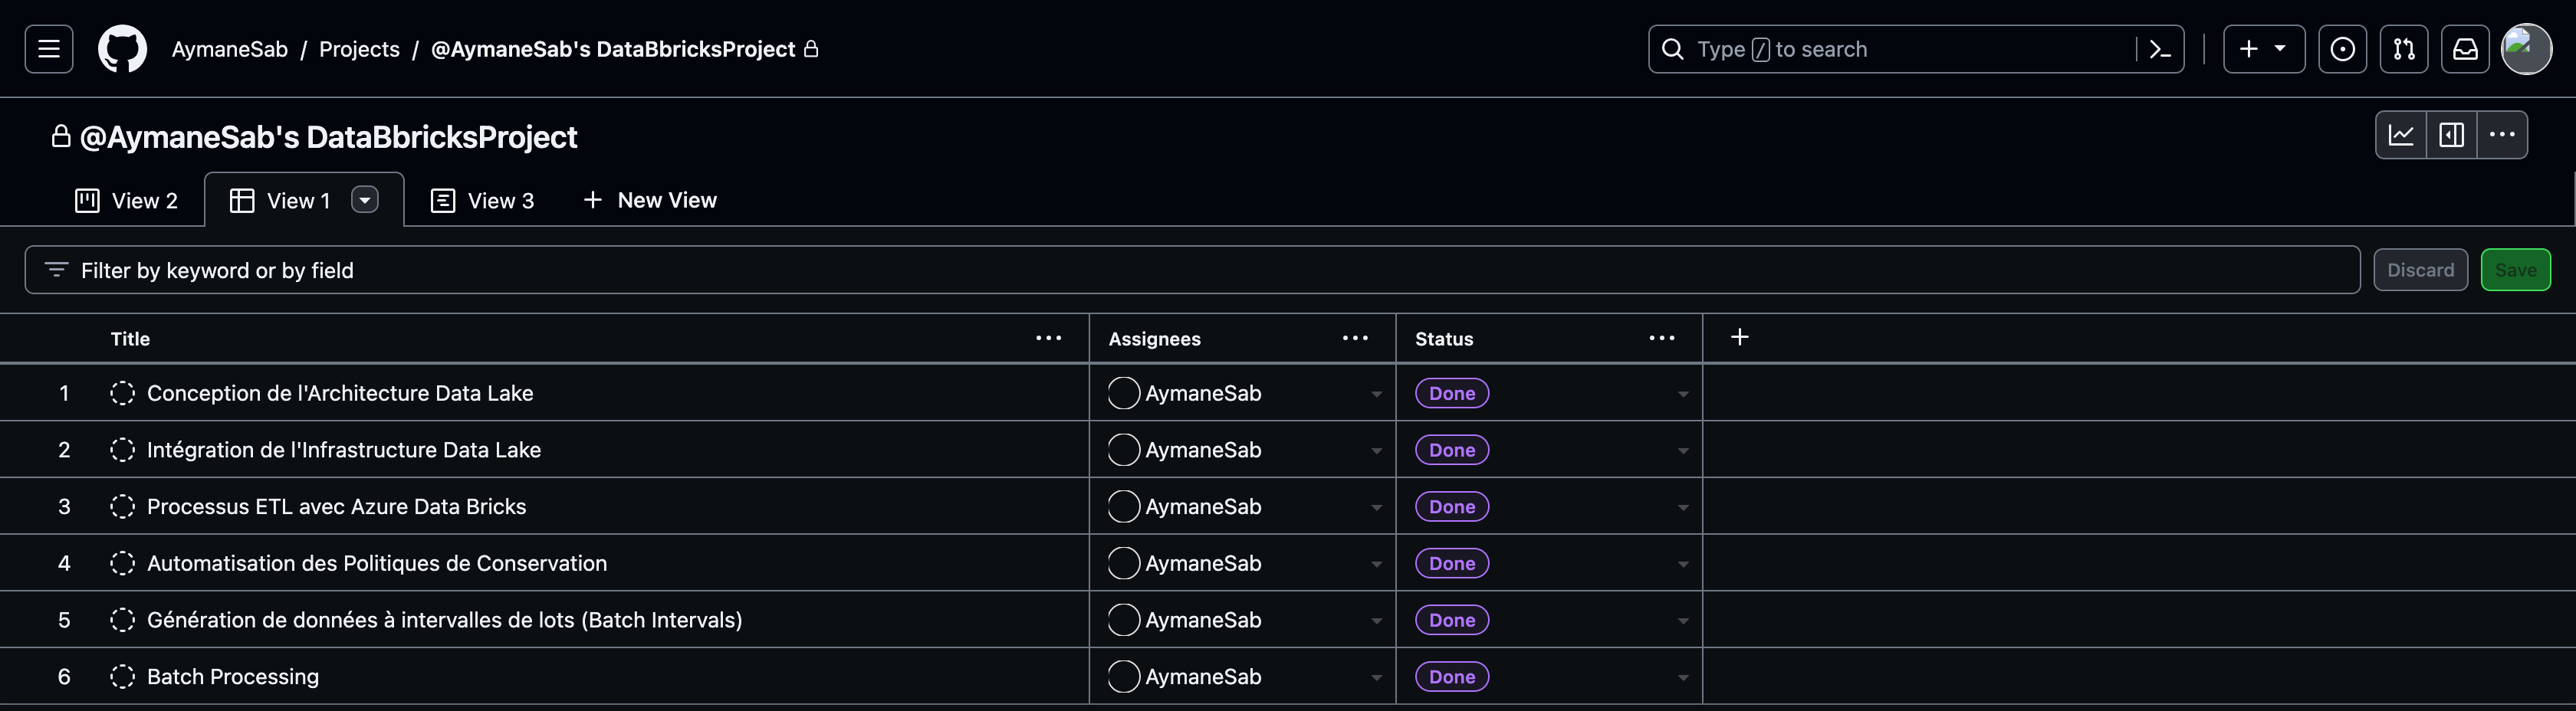 AymaneSab / Projects / @AymaneSab's DataBbricksProject
Type / to search
@AymaneSab's DataBbricksProject
View 2 View 1 View 3 + New View
Filter by keyword or by field Discard Save
Title Assignees Status +
1 Conception de l'Architecture Data Lake AymaneSab Done
2 Intégration de l'Infrastructure Data Lake AymaneSab Done
3 Processus ETL avec Azure Data Bricks AymaneSab Done
4 Automatisation des Politiques de Conservation AymaneSab Done
5 Génération de données à intervalles de lots (Batch Intervals) AymaneSab Done
6 Batch Processing AymaneSab Done